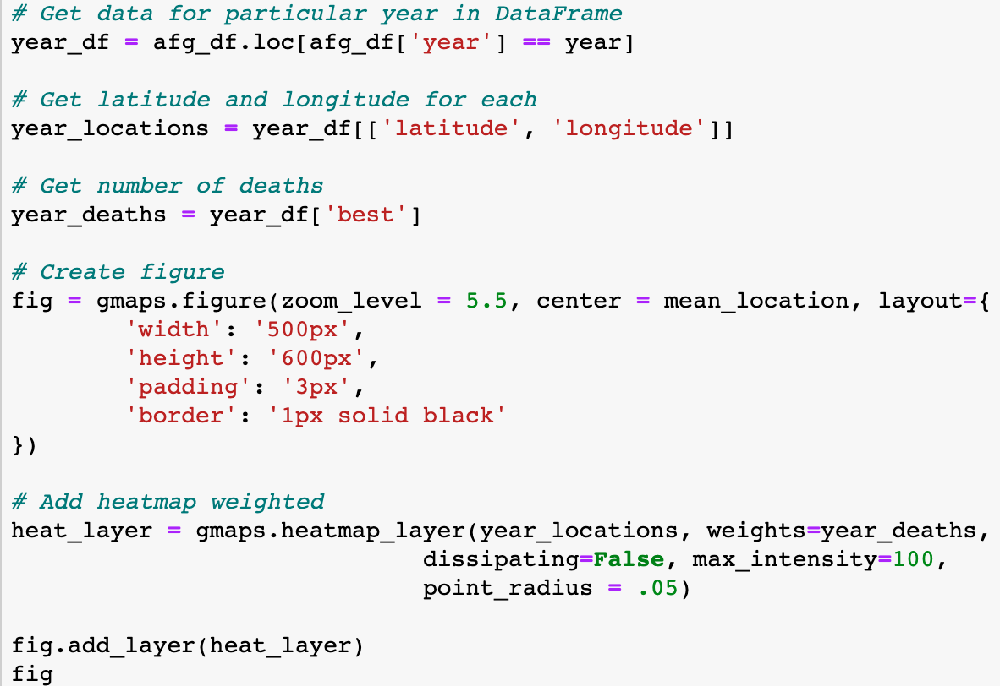 # Get data for particular year in DataFrame
year_df = afg_df.loc[afg_df['year'] == year]
# Get latitude and longitude for each
year_locations = year_df[['latitude', 'longitude']]
# Get number of deaths
year_deaths = year_df['best']
# Create figure
fig = gmaps.figure(zoom_level = 5.5, center = mean_location, layout={
        'width': '500px',
        'height': '600px',
        'padding': '3px',
        'border': '1px solid black'
})
# Add heatmap weighted
heat_layer = gmaps.heatmap_layer(year_locations, weights=year_deaths,
                             dissipating=False, max_intensity=100,
                             point_radius = .05)
fig.add_layer(heat_layer)
fig